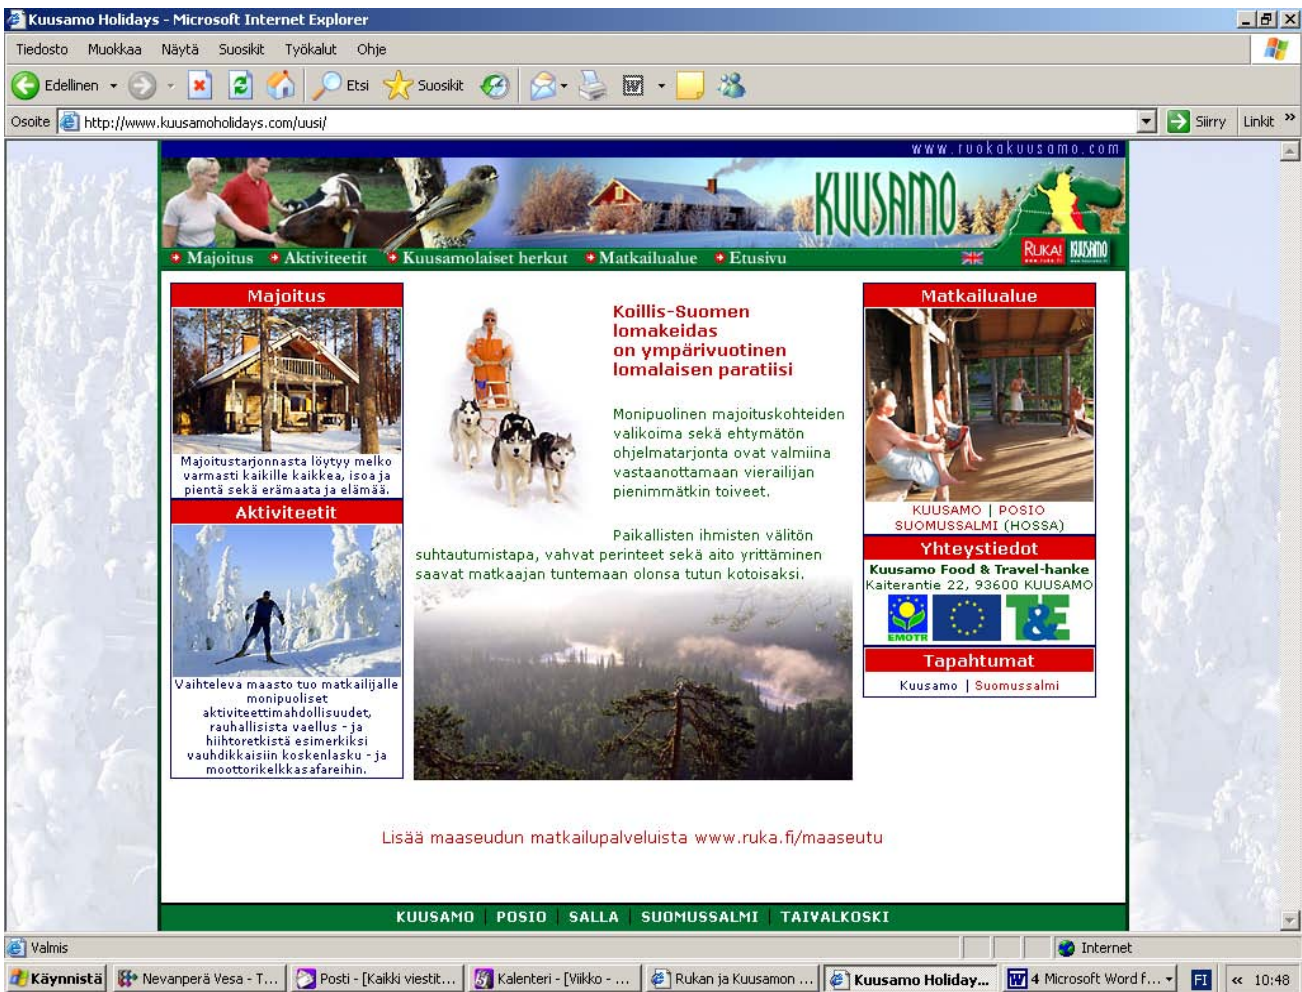 Kuusamo Holidays - Microsoft Internet Explorer
Tiedosto Muokkaa Näytä Suosikit Työkalut Ohje
Edellinen Etsi Suosikit
Osoite http://www.kuusamoholidays.com/uusi/ Siirry Linkit »
www.ruokakuusamo.com
KUUSAMO
RUKA! KUUSAMO
Majoitus Aktiviteetit Kuusamolaiset herkut Matkailualue Etusivu
Majoitus
Majoitustarjonnasta löytyy melko
varmasti kaikille kaikkea, isoa ja
pientä sekä erämaata ja elämää.
Aktiviteetit
Vaihteleva maasto tuo matkailijalle
monipuoliset
aktiviteettimahdollisuudet,
rauhallisista vaellus - ja
hiihtoretkistä esimerkiksi
vauhdikkaisiin koskenlasku - ja
moottorikelkkasafareihin.
Koillis-Suomen
lomakeidas
on ympärivuotinen
lomalaisen paratiisi
Monipuolinen majoituskohteiden
valikoima sekä ehtymätön
ohjelmatarjonta ovat valmiina
vastaanottamaan vierailijan
pienimmätkin toiveet.
Paikallisten ihmisten välitön
suhtautumistapa, vahvat perinteet sekä aito yrittäminen
saavat matkaajan tuntemaan olonsa tutun kotoisaksi.
Matkailualue
KUUSAMO | POSIO
SUOMUSSALMI (HOSSA)
Yhteystiedot
Kuusamo Food & Travel-hanke
Kaiterantie 22, 93600 KUUSAMO
EMOTR T&E
Tapahtumat
Kuusamo | Suomussalmi
Lisää maaseudun matkailupalveluista www.ruka.fi/maaseutu
KUUSAMO | POSIO | SALLA | SUOMUSSALMI | TAIVALKOSKI
Valmis Internet
Käynnistä Nevanperä Vesa - T... Posti - [Kaikki viestit... Kalenteri - [Viikko - ... Rukan ja Kuusamon ... Kuusamo Holiday... 4 Microsoft Word f... FI « 10:48